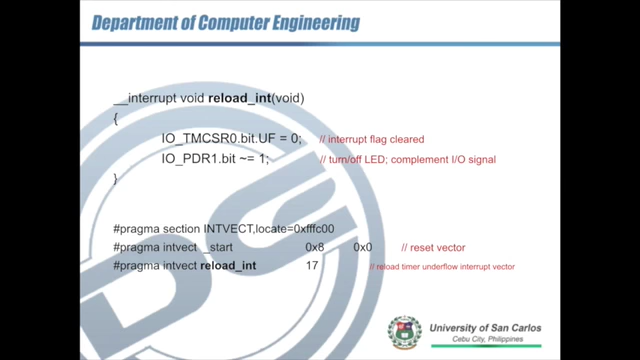 Department of Computer Engineering
__interrupt void reload_int(void)
{
IO_TMCSR0.bit.UF = 0; // interrupt flag cleared
IO_PDR1.bit ~= 1; // turn/off LED; complement I/O signal
}
#pragma section INTVECT,locate=0xfffc00
#pragma intvect _start 0x8 0x0 // reset vector
#pragma intvect reload_int 17 // reload timer underflow interrupt vector
University of San Carlos
Cebu City, Philippines